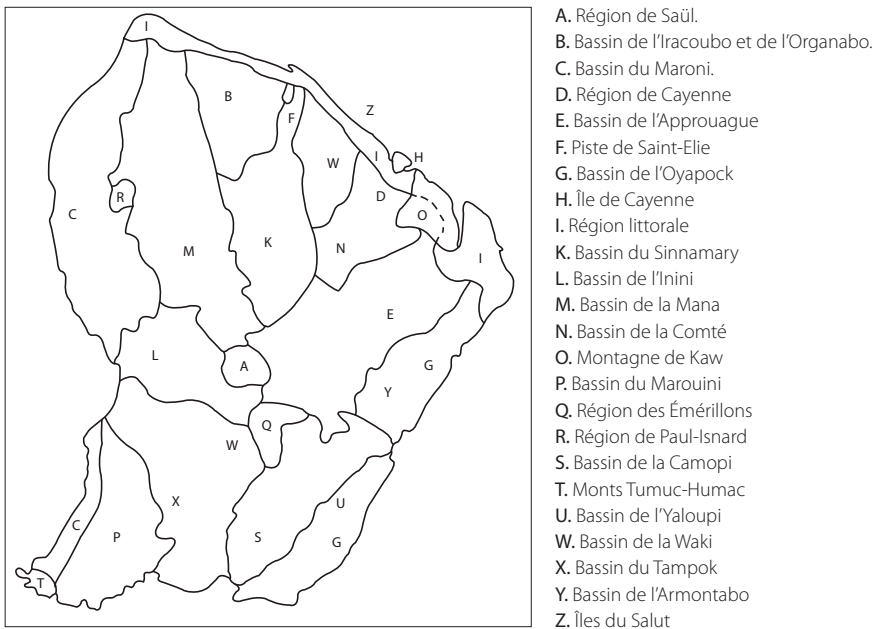 I
B
F
Z
H
W
I
D
R
O
C
M
K
N
I
E
L
A
G
Y
Q
W
X
U
C
P
S
G
T
A. Région de Saül.
B. Bassin de l'Iracoubo et de l'Organabo.
C. Bassin du Maroni.
D. Région de Cayenne
E. Bassin de l'Approuague
F. Piste de Saint-Elie
G. Bassin de l'Oyapock
H. Île de Cayenne
I. Région littorale
K. Bassin du Sinnamary
L. Bassin de l'Inini
M. Bassin de la Mana
N. Bassin de la Comté
O. Montagne de Kaw
P. Bassin du Marouini
Q. Région des Émérillons
R. Région de Paul-Isnard
S. Bassin de la Camopi
T. Monts Tumuc-Humac
U. Bassin de l'Yaloupi
W. Bassin de la Waki
X. Bassin du Tampok
Y. Bassin de l'Armontabo
Z. Îles du Salut